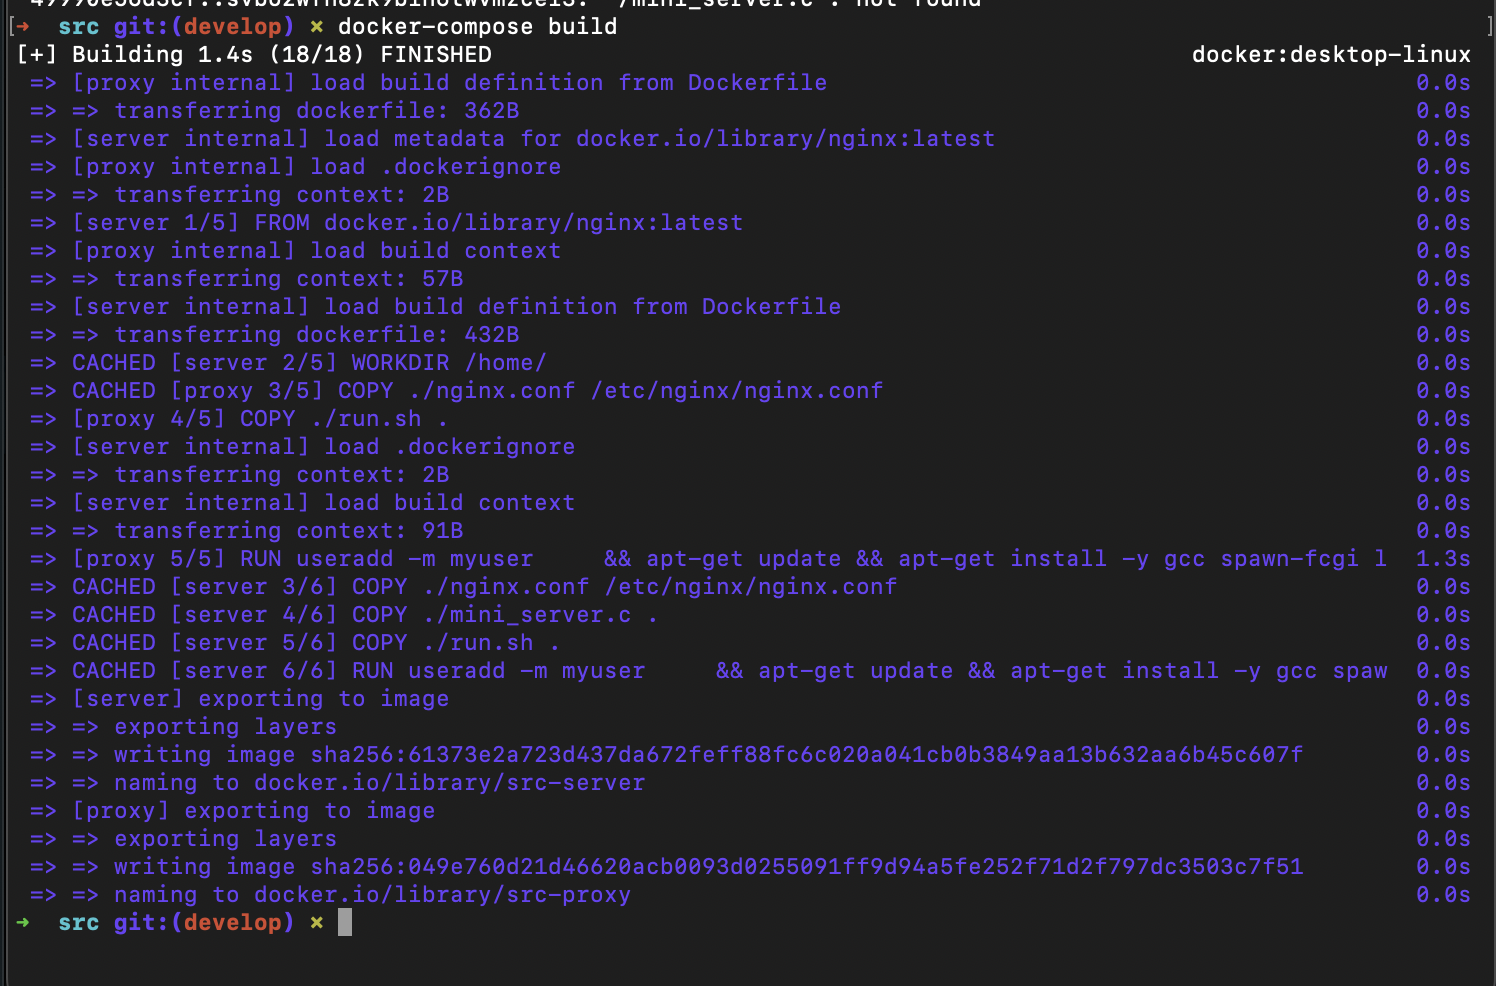 /mini_server.c": not found
[➜  src git:(develop) ✗ docker-compose build ]
[+] Building 1.4s (18/18) FINISHED docker:desktop-linux
=> [proxy internal] load build definition from Dockerfile 0.0s
=> => transferring dockerfile: 362B 0.0s
=> [server internal] load metadata for docker.io/library/nginx:latest 0.0s
=> [proxy internal] load .dockerignore 0.0s
=> => transferring context: 2B 0.0s
=> [server 1/5] FROM docker.io/library/nginx:latest 0.0s
=> [proxy internal] load build context 0.0s
=> => transferring context: 57B 0.0s
=> [server internal] load build definition from Dockerfile 0.0s
=> => transferring dockerfile: 432B 0.0s
=> CACHED [server 2/5] WORKDIR /home/ 0.0s
=> CACHED [proxy 3/5] COPY ./nginx.conf /etc/nginx/nginx.conf 0.0s
=> [proxy 4/5] COPY ./run.sh . 0.0s
=> [server internal] load .dockerignore 0.0s
=> => transferring context: 2B 0.0s
=> [server internal] load build context 0.0s
=> => transferring context: 91B 0.0s
=> [proxy 5/5] RUN useradd -m myuser     && apt-get update && apt-get install -y gcc spawn-fcgi l 1.3s
=> CACHED [server 3/6] COPY ./nginx.conf /etc/nginx/nginx.conf 0.0s
=> CACHED [server 4/6] COPY ./mini_server.c . 0.0s
=> CACHED [server 5/6] COPY ./run.sh . 0.0s
=> CACHED [server 6/6] RUN useradd -m myuser     && apt-get update && apt-get install -y gcc spaw 0.0s
=> [server] exporting to image 0.0s
=> => exporting layers 0.0s
=> => writing image sha256:61373e2a723d437da672feff88fc6c020a041cb0b3849aa13b632aa6b45c607f 0.0s
=> => naming to docker.io/library/src-server 0.0s
=> [proxy] exporting to image 0.0s
=> => exporting layers 0.0s
=> => writing image sha256:049e760d21d46620acb0093d0255091ff9d94a5fe252f71d2f797dc3503c7f51 0.0s
=> => naming to docker.io/library/src-proxy 0.0s
➜  src git:(develop) ✗